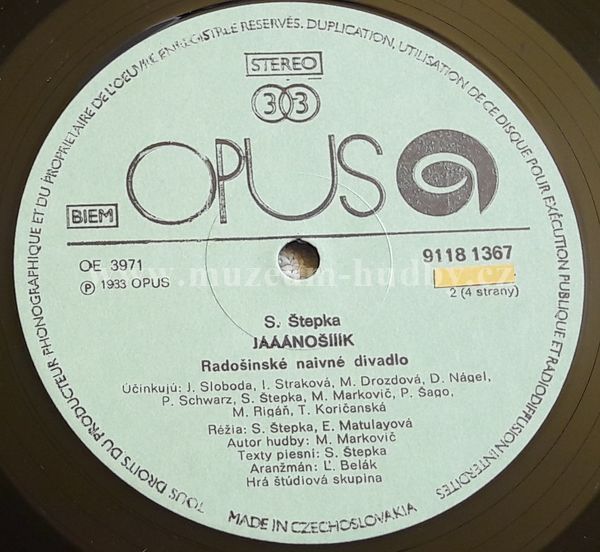 TOUS DROITS DU PRODUCTEUR PHONOGRAPHIQUE ET DU PROPRIETAIRE DE L'OEUVRE ENREGISTREE RESERVÉS. DUPLICATION, UTILISATION DE CE DISQUE POUR EXÉCUTION PUBLIQUE ET RADIODIFFUSION INTERDITES
STEREO
33
OPUS
BIEM
OE 3971
9118 1367
℗ 1983 OPUS
2 (4 strany)
www.muzeum-hudby.cz
S. Štepka
JÁÁÁNOŠÍÍÍK
Radošinské naivné divadlo
Účinkujú: J. Sloboda, I. Straková, M. Drozdová, D. Nágel,
P. Schwarz, S. Štepka, M. Markovič, P. Šago,
M. Rigáň, T. Koričanská
Réžia: S. Štepka, E. Matulayová
Autor hudby: M. Markovič
Texty piesní: S. Štepka
Aranžmán: Ľ. Belák
Hrá štúdiová skupina
MADE IN CZECHOSLOVAKIA